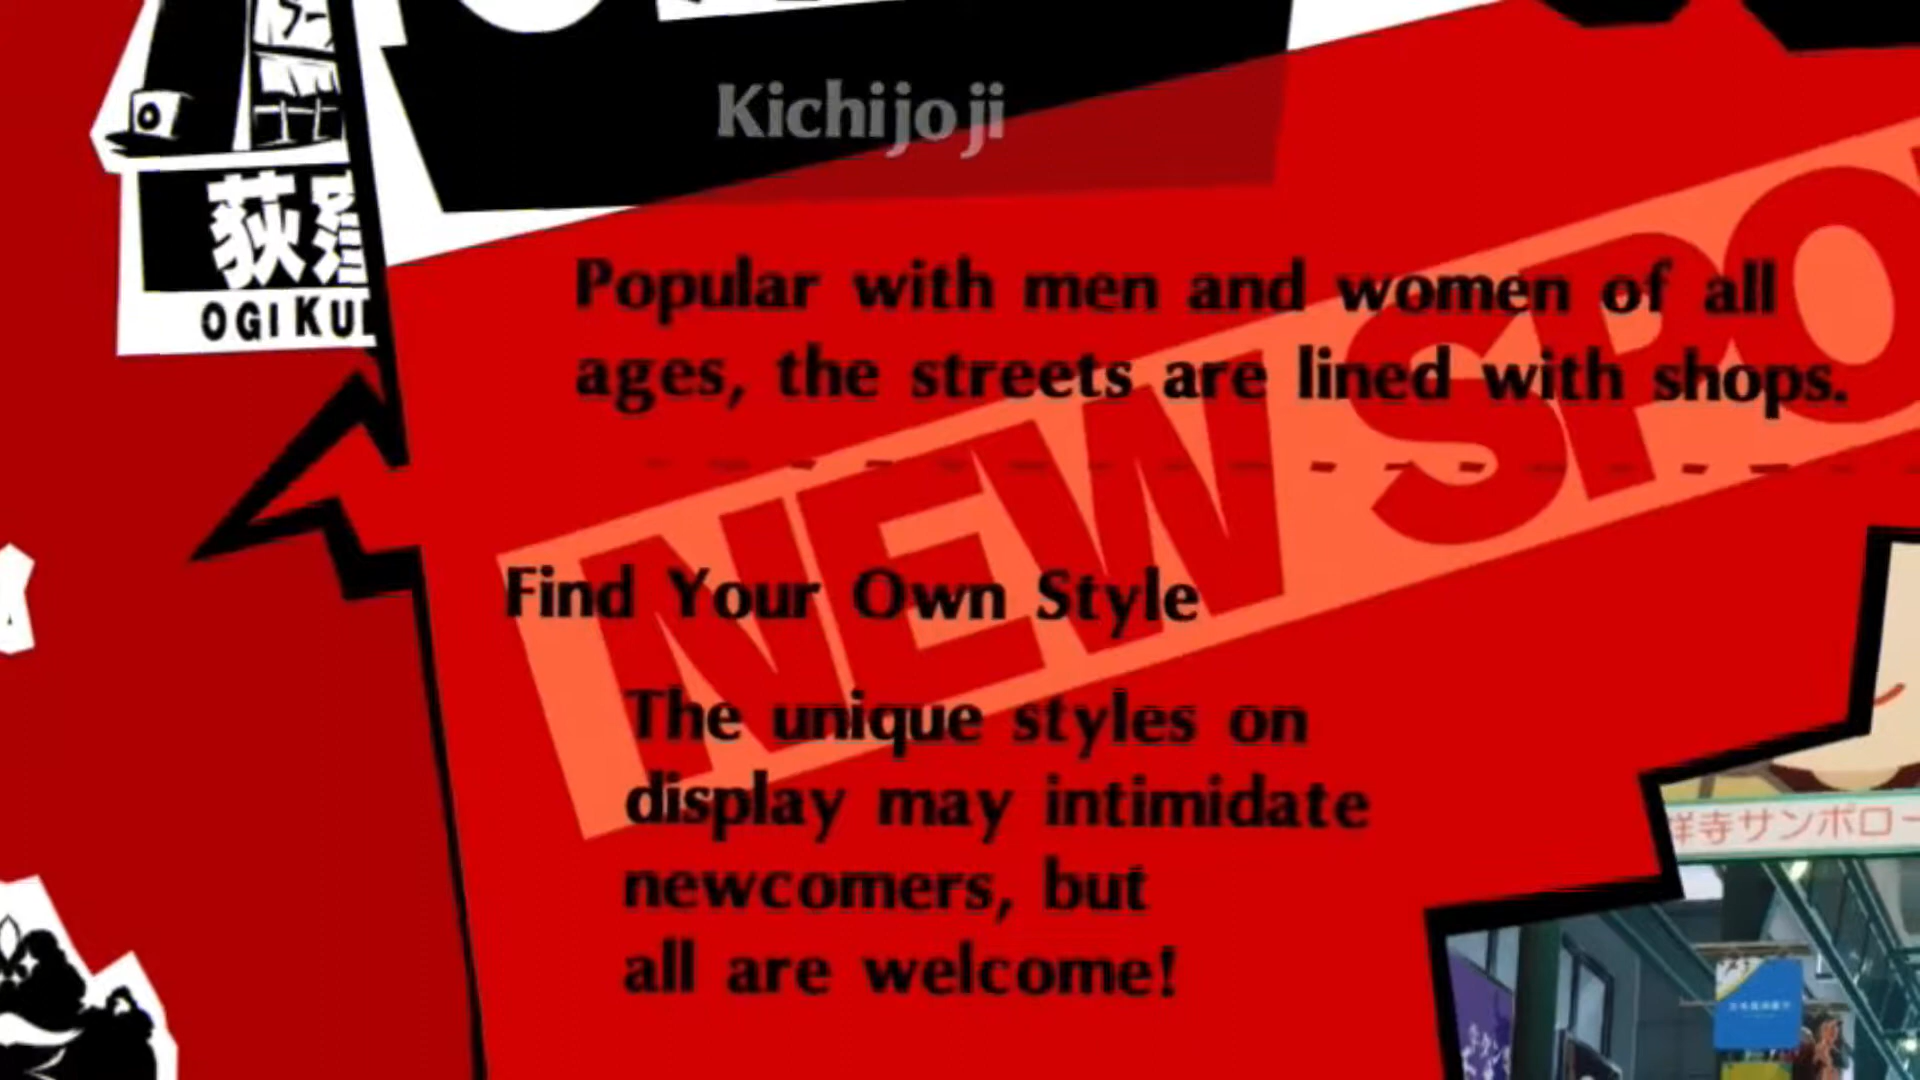 Kichijoji
荻窪
OGIKU
Popular with men and women of all
ages, the streets are lined with shops.
NEW SPO
Find Your Own Style
The unique styles on
display may intimidate
newcomers, but
all are welcome!
祥寺サンボロー